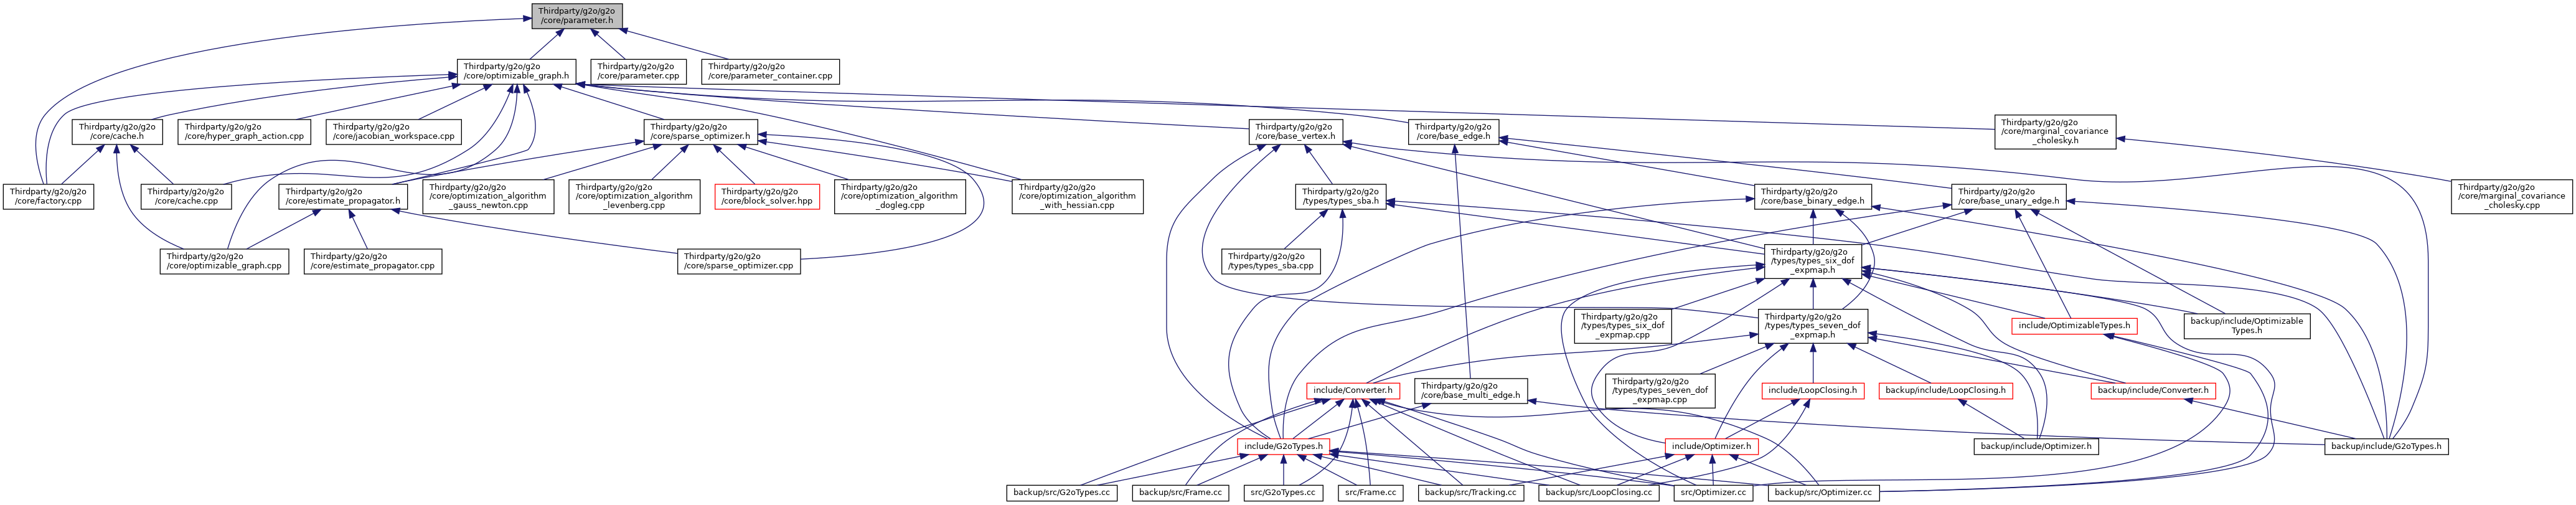 Thirdparty/g2o/g2o
/core/parameter.h
Thirdparty/g2o/g2o
/core/optimizable_graph.h
Thirdparty/g2o/g2o
/core/parameter.cpp
Thirdparty/g2o/g2o
/core/parameter_container.cpp
Thirdparty/g2o/g2o
/core/cache.h
Thirdparty/g2o/g2o
/core/hyper_graph_action.cpp
Thirdparty/g2o/g2o
/core/jacobian_workspace.cpp
Thirdparty/g2o/g2o
/core/sparse_optimizer.h
Thirdparty/g2o/g2o
/core/base_vertex.h
Thirdparty/g2o/g2o
/core/base_edge.h
Thirdparty/g2o/g2o
/core/marginal_covariance
_cholesky.h
Thirdparty/g2o/g2o
/core/factory.cpp
Thirdparty/g2o/g2o
/core/cache.cpp
Thirdparty/g2o/g2o
/core/estimate_propagator.h
Thirdparty/g2o/g2o
/core/optimization_algorithm
_gauss_newton.cpp
Thirdparty/g2o/g2o
/core/optimization_algorithm
_levenberg.cpp
Thirdparty/g2o/g2o
/core/block_solver.hpp
Thirdparty/g2o/g2o
/core/optimization_algorithm
_dogleg.cpp
Thirdparty/g2o/g2o
/core/optimization_algorithm
_with_hessian.cpp
Thirdparty/g2o/g2o
/types/types_sba.h
Thirdparty/g2o/g2o
/core/base_binary_edge.h
Thirdparty/g2o/g2o
/core/base_unary_edge.h
Thirdparty/g2o/g2o
/core/marginal_covariance
_cholesky.cpp
Thirdparty/g2o/g2o
/core/optimizable_graph.cpp
Thirdparty/g2o/g2o
/core/estimate_propagator.cpp
Thirdparty/g2o/g2o
/core/sparse_optimizer.cpp
Thirdparty/g2o/g2o
/types/types_sba.cpp
Thirdparty/g2o/g2o
/types/types_six_dof
_expmap.h
Thirdparty/g2o/g2o
/types/types_six_dof
_expmap.cpp
Thirdparty/g2o/g2o
/types/types_seven_dof
_expmap.h
include/OptimizableTypes.h
backup/include/Optimizable
Types.h
include/Converter.h
Thirdparty/g2o/g2o
/core/base_multi_edge.h
Thirdparty/g2o/g2o
/types/types_seven_dof
_expmap.cpp
include/LoopClosing.h
backup/include/LoopClosing.h
backup/include/Converter.h
include/G2oTypes.h
include/Optimizer.h
backup/include/Optimizer.h
backup/include/G2oTypes.h
backup/src/G2oTypes.cc
backup/src/Frame.cc
src/G2oTypes.cc
src/Frame.cc
backup/src/Tracking.cc
backup/src/LoopClosing.cc
src/Optimizer.cc
backup/src/Optimizer.cc